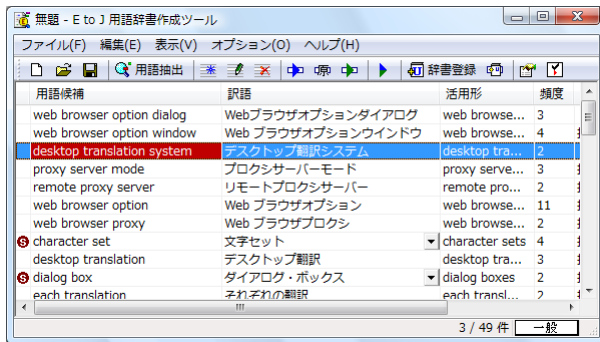 無題 - E to J 用語辞書作成ツール
ファイル(F) 編集(E) 表示(V) オプション(O) ヘルプ(H)
用語抽出 訳 辞書登録
用語候補 訳語 活用形 頻度
web browser option dialog Webブラウザオプションダイアログ web browse... 3
web browser option window Webブラウザオプションウインドウ web browse... 4
desktop translation system デスクトップ翻訳システム desktop tra... 2
proxy server mode プロクシサーバーモード proxy serve... 3
remote proxy server リモートプロクシサーバー remote pro... 2
web browser option Web ブラウザオプション web browse... 11
web browser proxy Web ブラウザプロクシ web browse... 2
S character set 文字セット character sets 4
desktop translation デスクトップ翻訳 desktop tra... 3
S dialog box ダイアログ・ボックス dialog boxes 2
each translation それぞれの翻訳 each transl... 2
3 / 49 件 一般